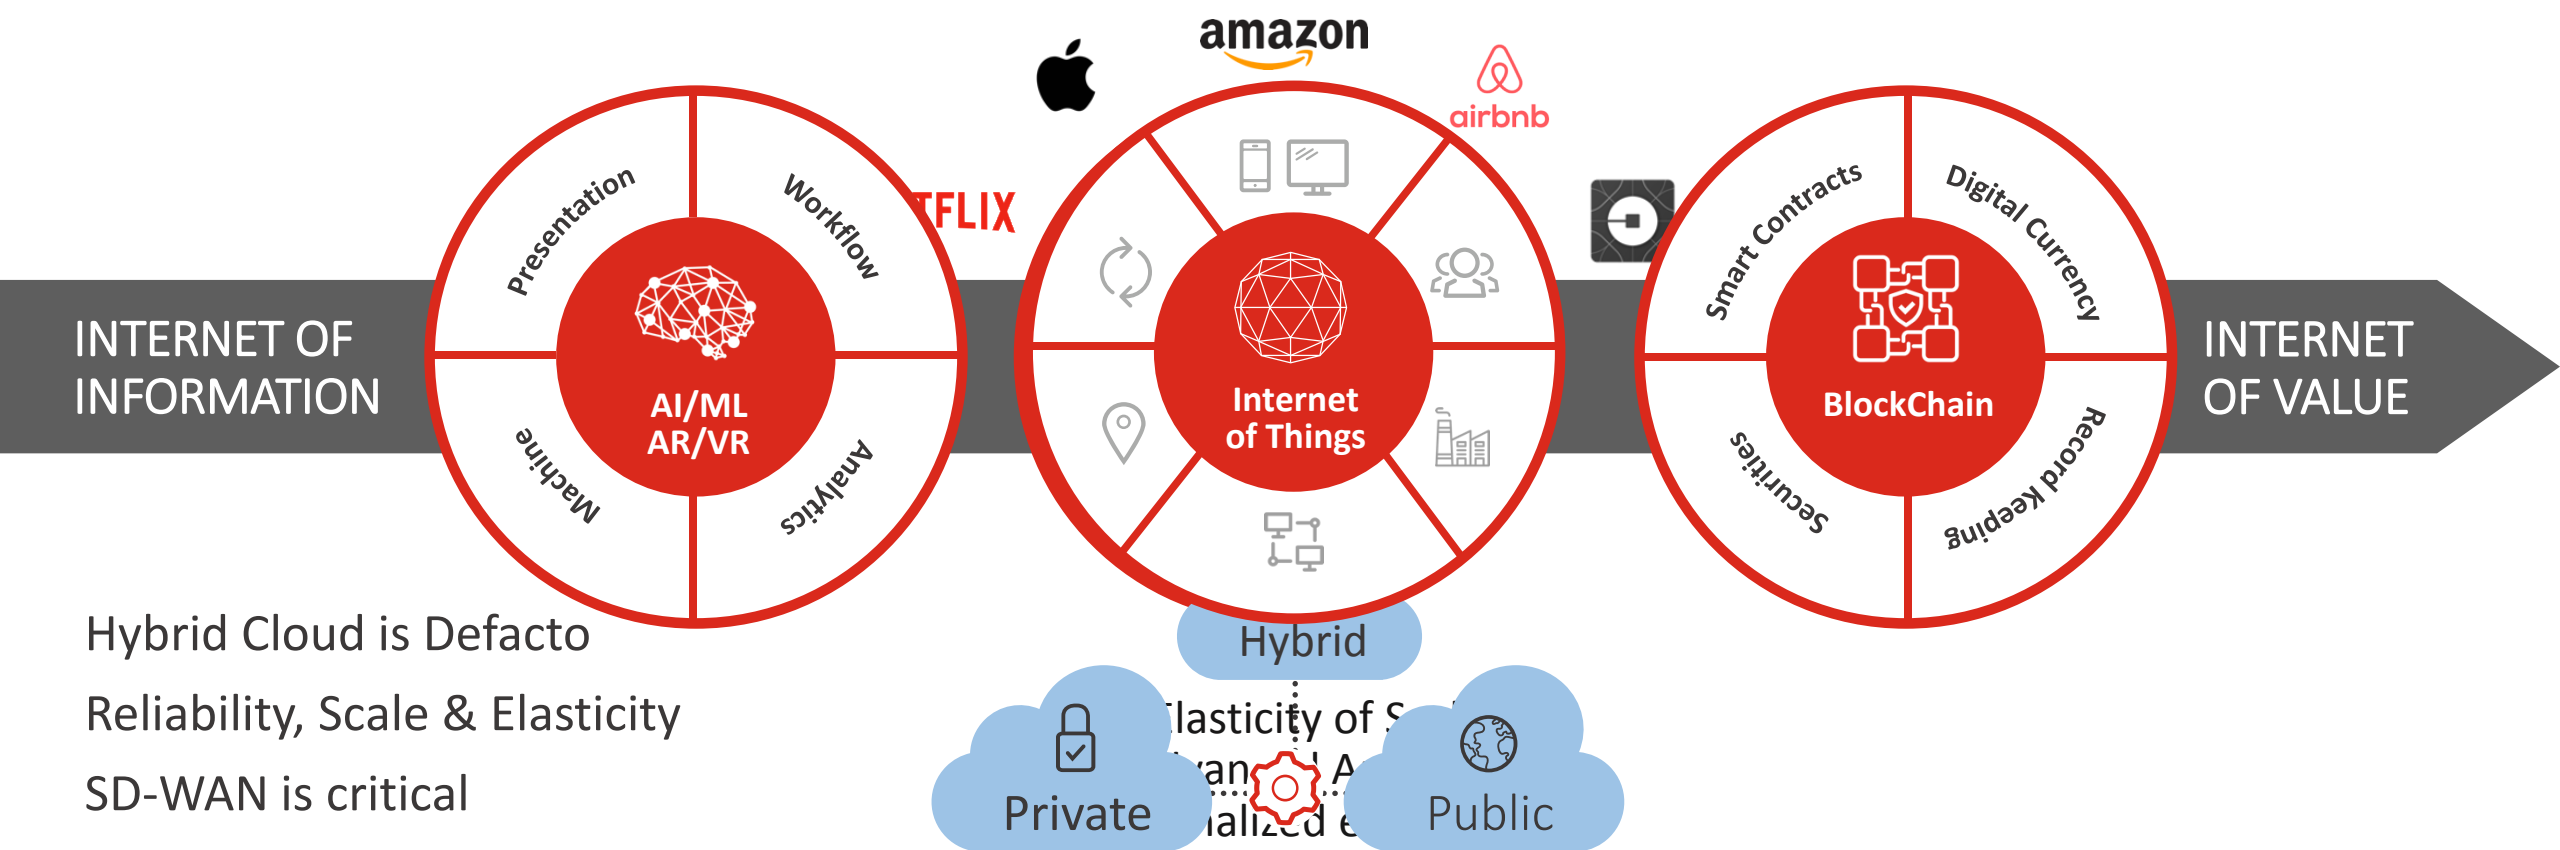 amazon
airbnb
TFLIX
Presentation
Workflow
Machine
Analytics
AI/ML
AR/VR
INTERNET OF
INFORMATION
Internet
of Things
Smart Contracts
Digital Currency
Securities
Record Keeping
BlockChain
INTERNET
OF VALUE
Hybrid Cloud is Defacto
Reliability, Scale & Elasticity
SD-WAN is critical
Hybrid
lasticity of S
Private
Public